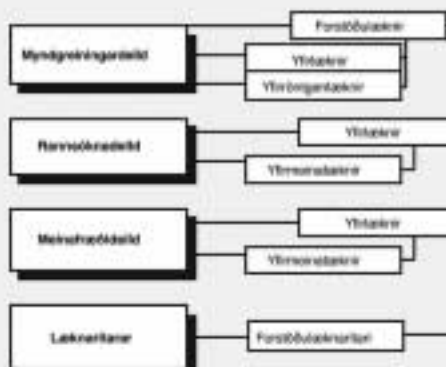 Forstöðulæknir
Myndgreiningardeild
Yfirlæknir
Yfirröntgenlæknir
Yfirlæknir
Rannsóknadeild
Yfirmeinatæknir
Yfirlæknir
Meinafræðideild
Yfirmeinatæknir
Læknaritarar
Forstöðulæknaritari